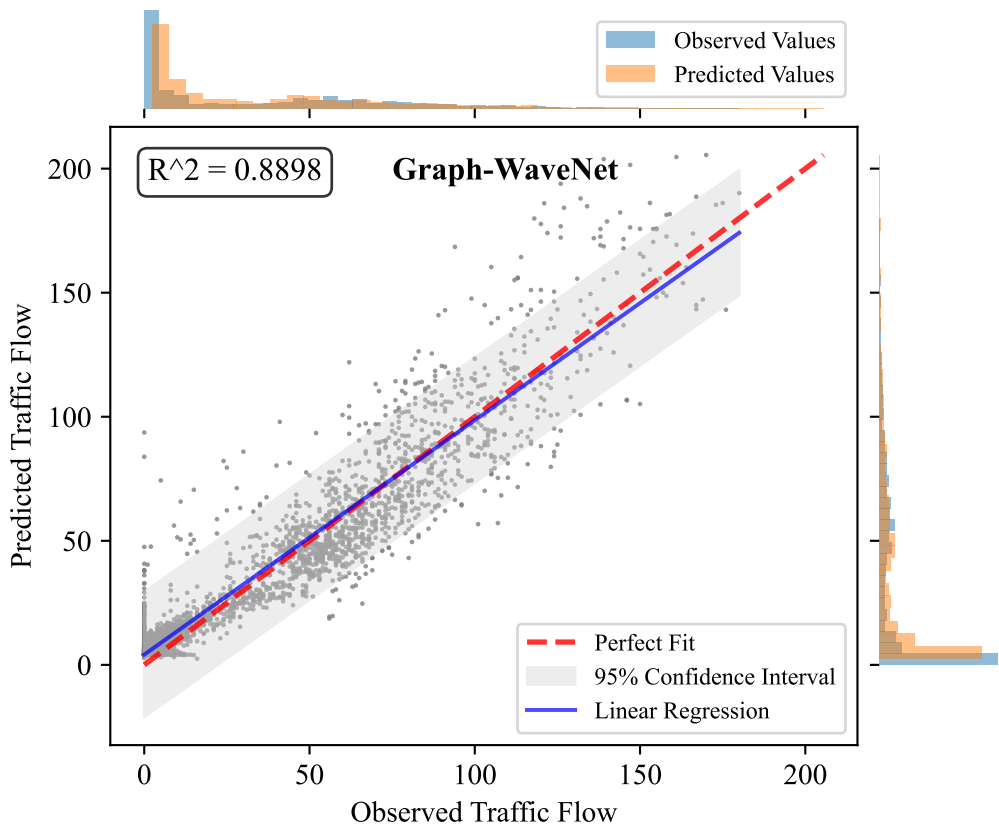 Observed Values
Predicted Values
R^2 = 0.8898
Graph-WaveNet
200
150
100
50
0
Predicted Traffic Flow
Perfect Fit
95% Confidence Interval
Linear Regression
0 50 100 150 200
Observed Traffic Flow